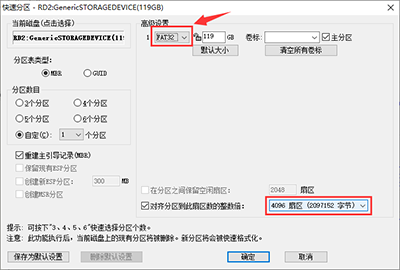 快速分区 - RD2:GenericSTORAGEDEVICE(119GB)
当前磁盘(点击选择)
RD2:GenericSTORAGEDEVICE(11
分区表类型:
MBR
GUID
分区数目
2个分区
4个分区
5个分区
6个分区
自定(C): 1 个分区
重建主引导记录(MBR)
保留现有ESP分区
创建新ESP分区: 300 MB
创建MSR分区
高级设置
1 FAT32 119 GB 卷标: 主分区
默认大小
清空所有卷标
在分区之间保留空闲扇区: 2048 扇区
对齐分区到此扇区数的整数倍: 4096 扇区 (2097152 字节)
提示: 可按下"3、4、5、6"快速选择分区个数。
注意: 此功能执行后, 当前磁盘上的现有分区将被删除。新分区将会被快速格式化。
保存为默认设置
删除默认设置
确定
取消